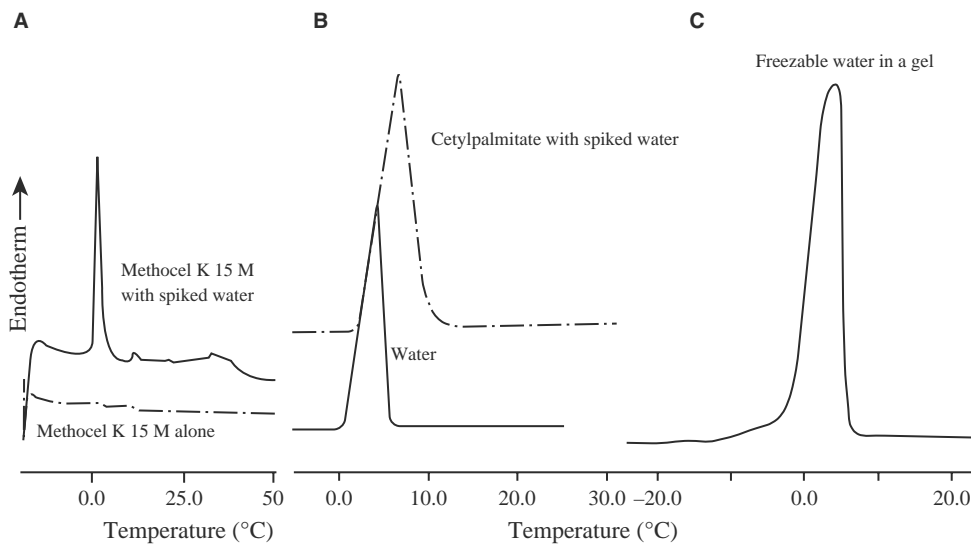 A
B
C
Freezable water in a gel
Cetylpalmitate with spiked water
Endotherm
Methocel K 15 M
with spiked water
Water
Methocel K 15 M alone
0.0 25.0 50
0.0 10.0 20.0 30.0
–20.0 0.0 20.0
Temperature (°C)
Temperature (°C)
Temperature (°C)